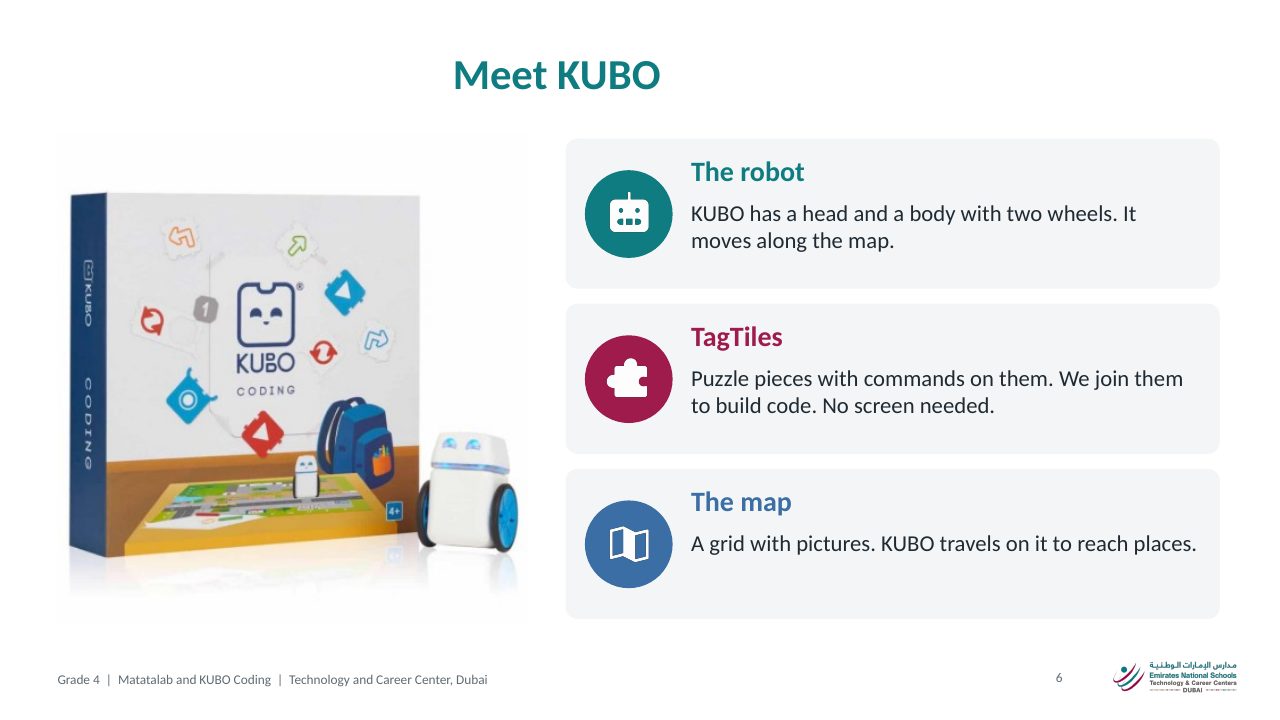 Meet KUBO
KUBO
CODING
1
®
KUBO
CODING
4+
The robot
KUBO has a head and a body with two wheels. It
moves along the map.
TagTiles
Puzzle pieces with commands on them. We join them
to build code. No screen needed.
The map
A grid with pictures. KUBO travels on it to reach places.
Grade 4 | Matatalab and KUBO Coding | Technology and Career Center, Dubai
6
مدارس الإمارات الوطنية
Emirates National Schools
Technology & Career Centers
DUBAI